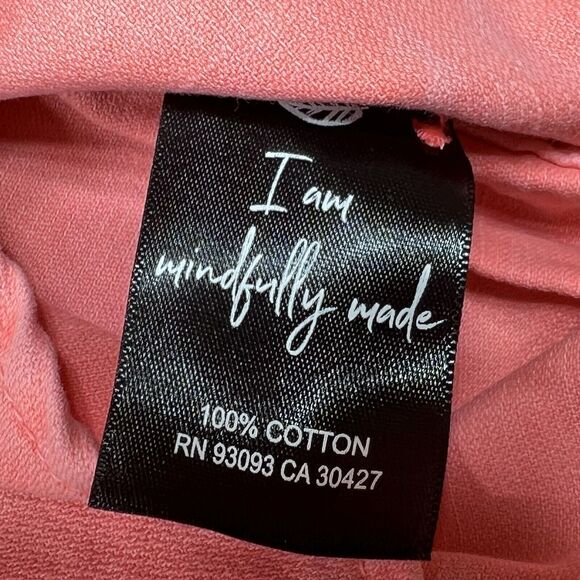 I am
mindfully made
100% COTTON
RN 93093 CA 30427